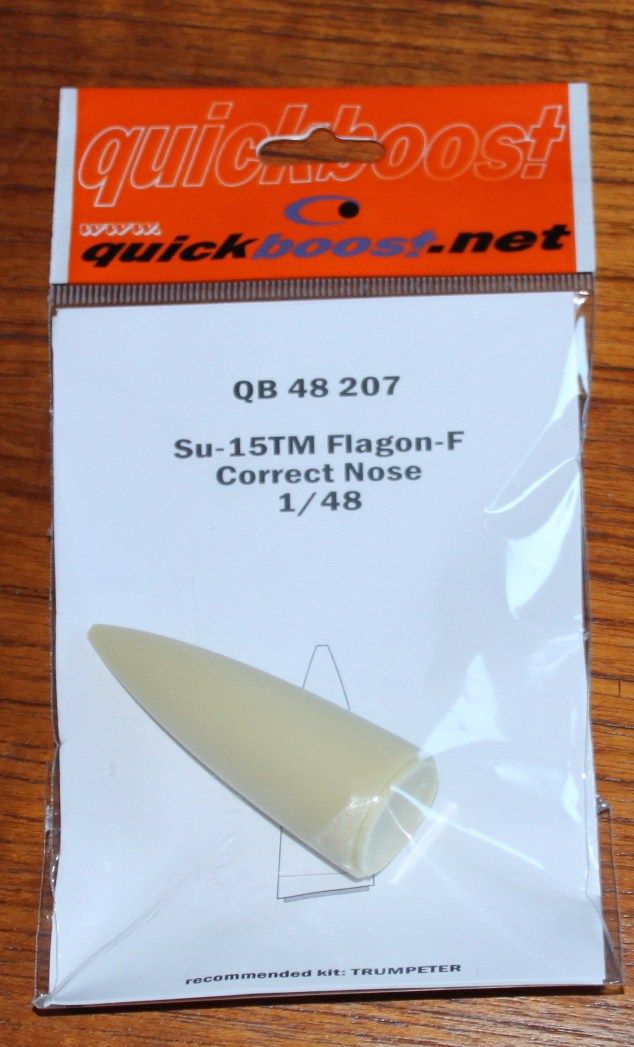 quickboost
www.
quickboost.net
QB 48 207
Su-15TM Flagon-F
Correct Nose
1/48
recommended kit: TRUMPETER